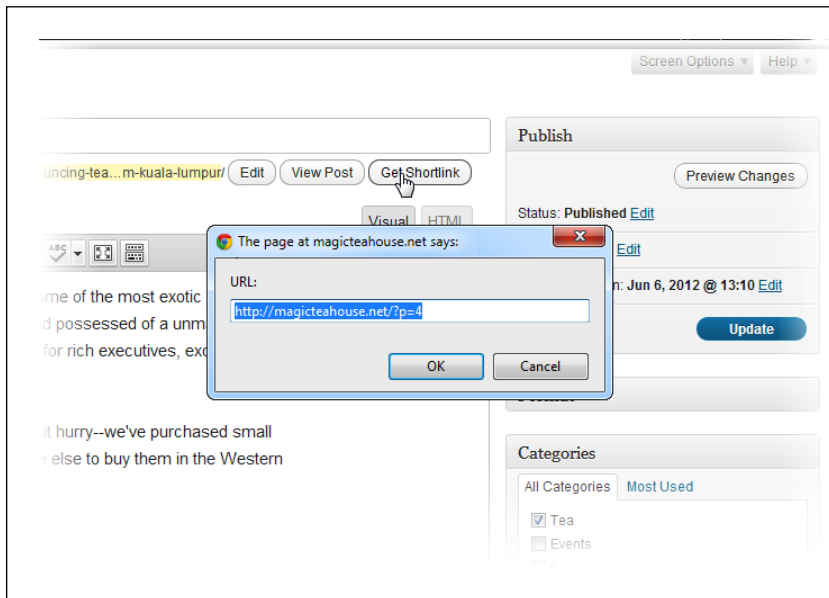 Screen Options Help
Publish
uncing-tea...m-kuala-lumpur/ Edit View Post Get Shortlink
Preview Changes
Visual HTML
Status: Published Edit
The page at magicteahouse.net says:
Edit
URL:
me of the most exotic
n: Jun 6, 2012 @ 13:10 Edit
http://magicteahouse.net/?p=4
d possessed of a unm
Update
for rich executives, exc
OK Cancel
t hurry--we've purchased small
else to buy them in the Western
Categories
All Categories Most Used
Tea
Events